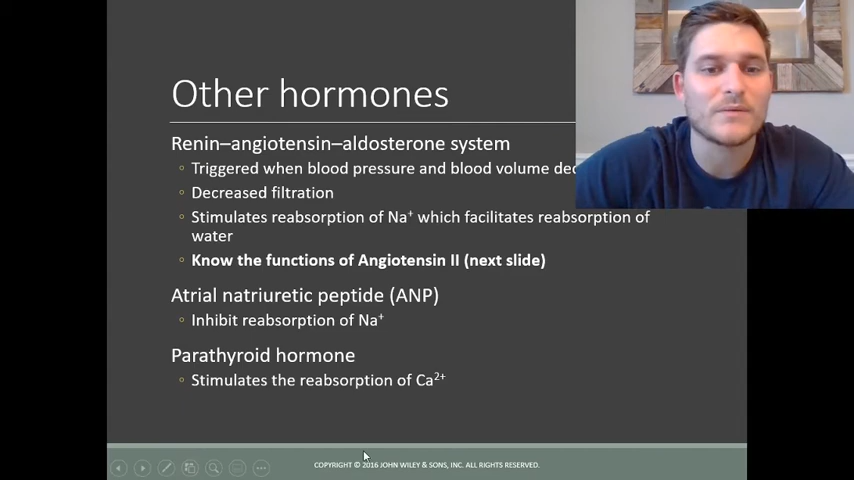 Other hormones
Renin–angiotensin–aldosterone system
Triggered when blood pressure and blood volume
Decreased filtration
Stimulates reabsorption of Na⁺ which facilitates reabsorption of
water
Know the functions of Angiotensin II (next slide)
Atrial natriuretic peptide (ANP)
Inhibit reabsorption of Na⁺
Parathyroid hormone
Stimulates the reabsorption of Ca²⁺
COPYRIGHT © 2016 JOHN WILEY & SONS, INC. ALL RIGHTS RESERVED.